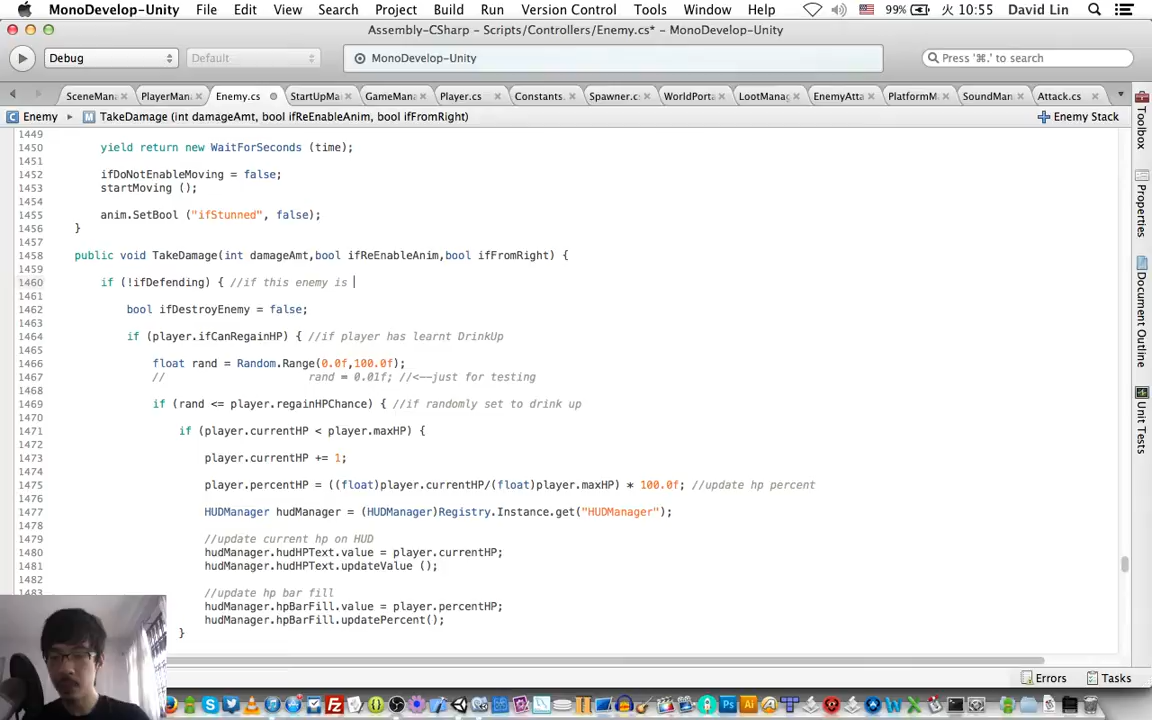 MonoDevelop-Unity File Edit View Search Project Build Run Version Control Tools Window Help 99% 火 10:55 David Lin
Assembly-CSharp - Scripts/Controllers/Enemy.cs* - MonoDevelop-Unity
Debug Default MonoDevelop-Unity Press '⌘.' to search
SceneMan PlayerMan Enemy.cs StartUpMa GameMan Player.cs Constants. Spawner.c WorldPort LootManag EnemyAtta PlatformM SoundMan Attack.cs
Enemy TakeDamage (int damageAmt, bool ifReEnableAnim, bool ifFromRight) Enemy Stack
Toolbox
Properties
Document Outline
Unit Tests
1449
1450 yield return new WaitForSeconds (time);
1451
1452 ifDoNotEnableMoving = false;
1453 startMoving ();
1454
1455 anim.SetBool ("ifStunned", false);
1456 }
1457
1458 public void TakeDamage(int damageAmt,bool ifReEnableAnim,bool ifFromRight) {
1459
1460 if (!ifDefending) { //if this enemy is
1461
1462 bool ifDestroyEnemy = false;
1463
1464 if (player.ifCanRegainHP) { //if player has learnt DrinkUp
1465
1466 float rand = Random.Range(0.0f,100.0f);
1467 // rand = 0.01f; //<--just for testing
1468
1469 if (rand <= player.regainHPChance) { //if randomly set to drink up
1470
1471 if (player.currentHP < player.maxHP) {
1472
1473 player.currentHP += 1;
1474
1475 player.percentHP = ((float)player.currentHP/(float)player.maxHP) * 100.0f; //update hp percent
1476
1477 HUDManager hudManager = (HUDManager)Registry.Instance.get("HUDManager");
1478
1479 //update current hp on HUD
1480 hudManager.hudHPText.value = player.currentHP;
1481 hudManager.hudHPText.updateValue ();
1482
1483 //update hp bar fill
hudManager.hpBarFill.value = player.percentHP;
hudManager.hpBarFill.updatePercent();
}
Errors Tasks